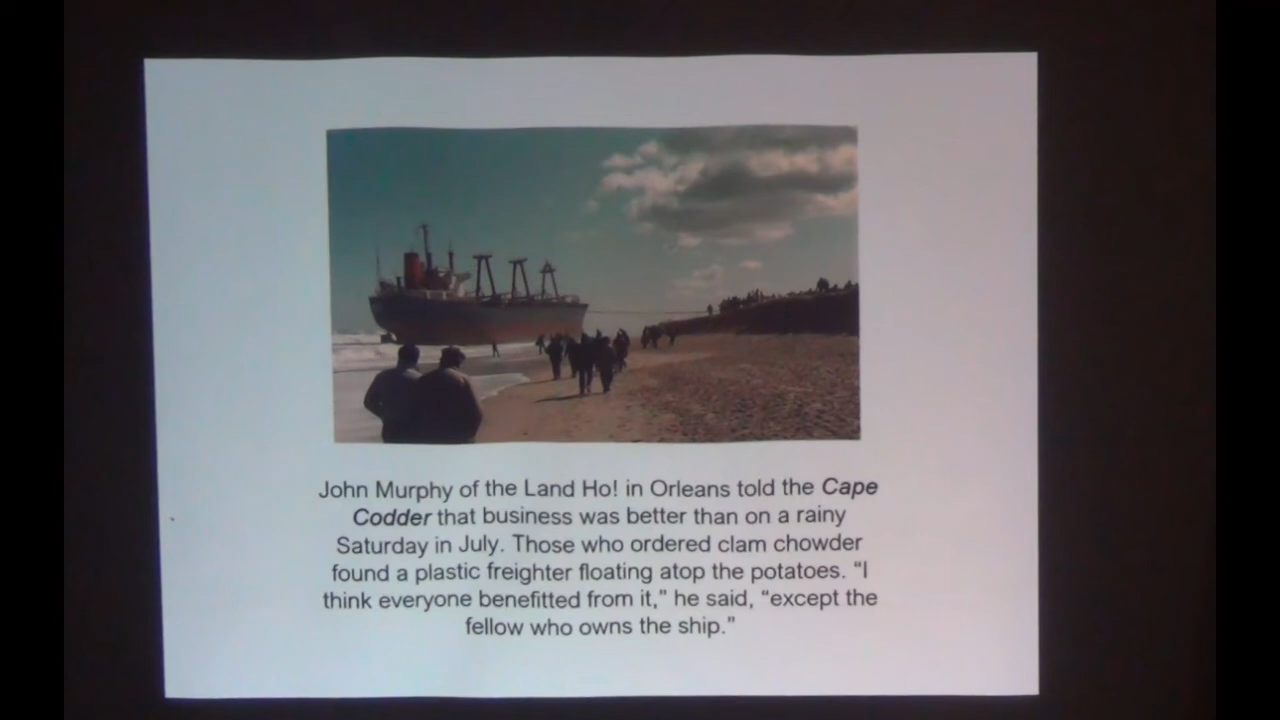 John Murphy of the Land Ho! in Orleans told the Cape
Codder that business was better than on a rainy
Saturday in July. Those who ordered clam chowder
found a plastic freighter floating atop the potatoes. “I
think everyone benefitted from it,” he said, “except the
fellow who owns the ship.”